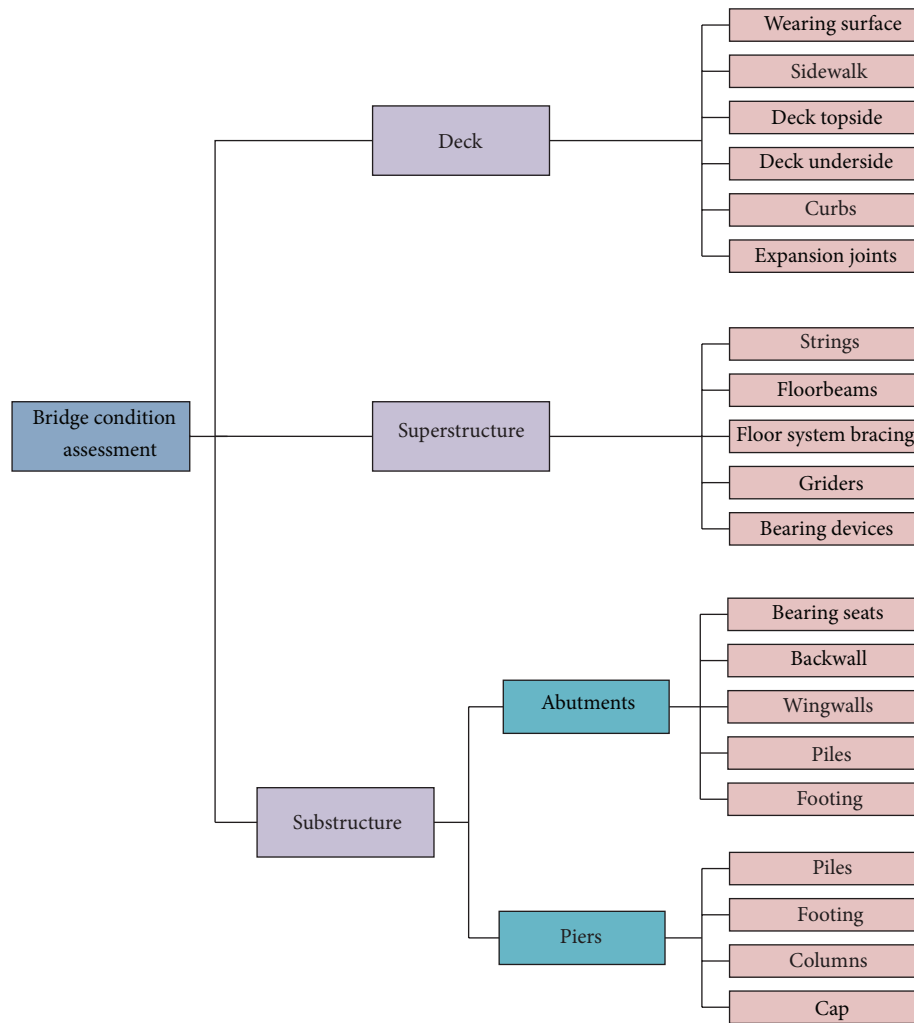 Bridge condition
assessment
Deck
Wearing surface
Sidewalk
Deck topside
Deck underside
Curbs
Expansion joints
Superstructure
Strings
Floorbeams
Floor system bracing
Griders
Bearing devices
Substructure
Abutments
Bearing seats
Backwall
Wingwalls
Piles
Footing
Piers
Piles
Footing
Columns
Cap